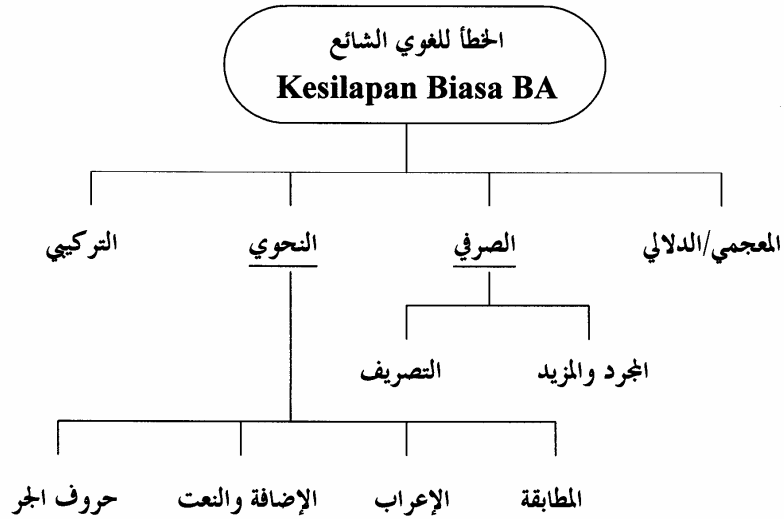 الخطأ للغوي الشائع
Kesilapan Biasa BA
المعجمي/الدلالي
الصرفي
النحوي
التركيبي
المجرد والمزيد
التصريف
المطابقة
الإعراب
الإضافة والنعت
حروف الجر